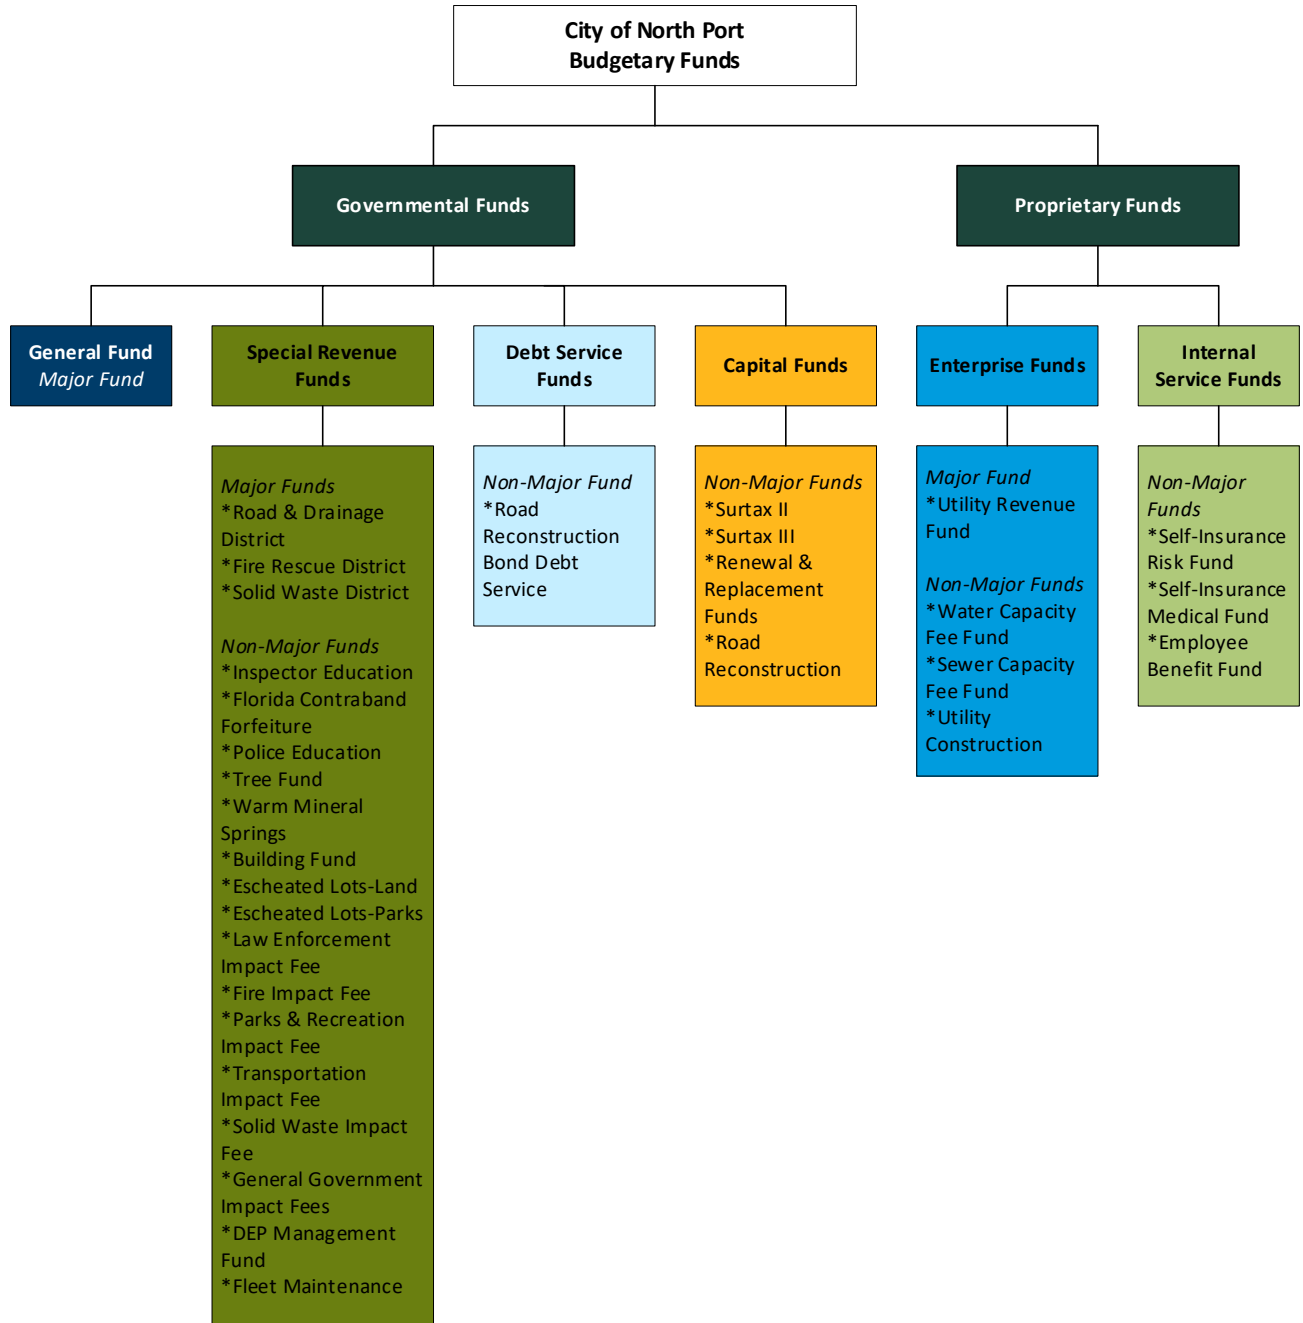 City of North Port
Budgetary Funds
Governmental Funds
Proprietary Funds
General Fund
Major Fund
Special Revenue
Funds
Debt Service
Funds
Capital Funds
Enterprise Funds
Internal
Service Funds
Major Funds
*Road & Drainage
District
*Fire Rescue District
*Solid Waste District
Non-Major Funds
*Inspector Education
*Florida Contraband
Forfeiture
*Police Education
*Tree Fund
*Warm Mineral
Springs
*Building Fund
*Escheated Lots-Land
*Escheated Lots-Parks
*Law Enforcement
Impact Fee
*Fire Impact Fee
*Parks & Recreation
Impact Fee
*Transportation
Impact Fee
*Solid Waste Impact
Fee
*General Government
Impact Fees
*DEP Management
Fund
*Fleet Maintenance
Non-Major Fund
*Road
Reconstruction
Bond Debt
Service
Non-Major Funds
*Surtax II
*Surtax III
*Renewal &
Replacement
Funds
*Road
Reconstruction
Major Fund
*Utility Revenue
Fund
Non-Major Funds
*Water Capacity
Fee Fund
*Sewer Capacity
Fee Fund
*Utility
Construction
Non-Major
Funds
*Self-Insurance
Risk Fund
*Self-Insurance
Medical Fund
*Employee
Benefit Fund